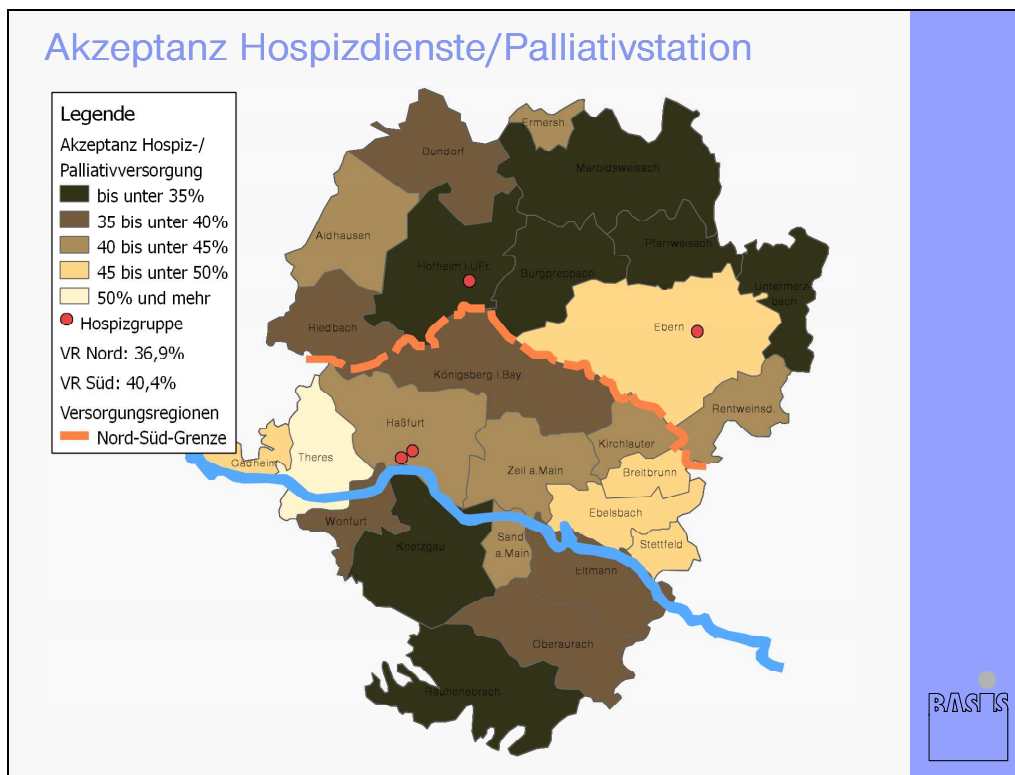 Akzeptanz Hospizdienste/Palliativstation
Legende
Akzeptanz Hospiz-/
Palliativversorgung
bis unter 35%
35 bis unter 40%
40 bis unter 45%
45 bis unter 50%
50% und mehr
Hospizgruppe
VR Nord: 36,9%
VR Süd: 40,4%
Versorgungsregionen
Nord-Süd-Grenze
Ermersh.
Dundorf
Maroldsweisach
Aidhausen
Pfarrweisach
Hofheim i.UFr.
Burgpreppach
Untermerz-
bach
Riedbach
Ebern
Königsberg i.Bay.
Rentweinsd.
Haßfurt
Kirchlauter
Theres
Gädheim
Zeil a.Main
Breitbrunn
Ebelsbach
Wonfurt
Sand
a.Main
Knetzgau
Stettfeld
Eltmann
Oberaurach
Rauhenebrach
BASIS